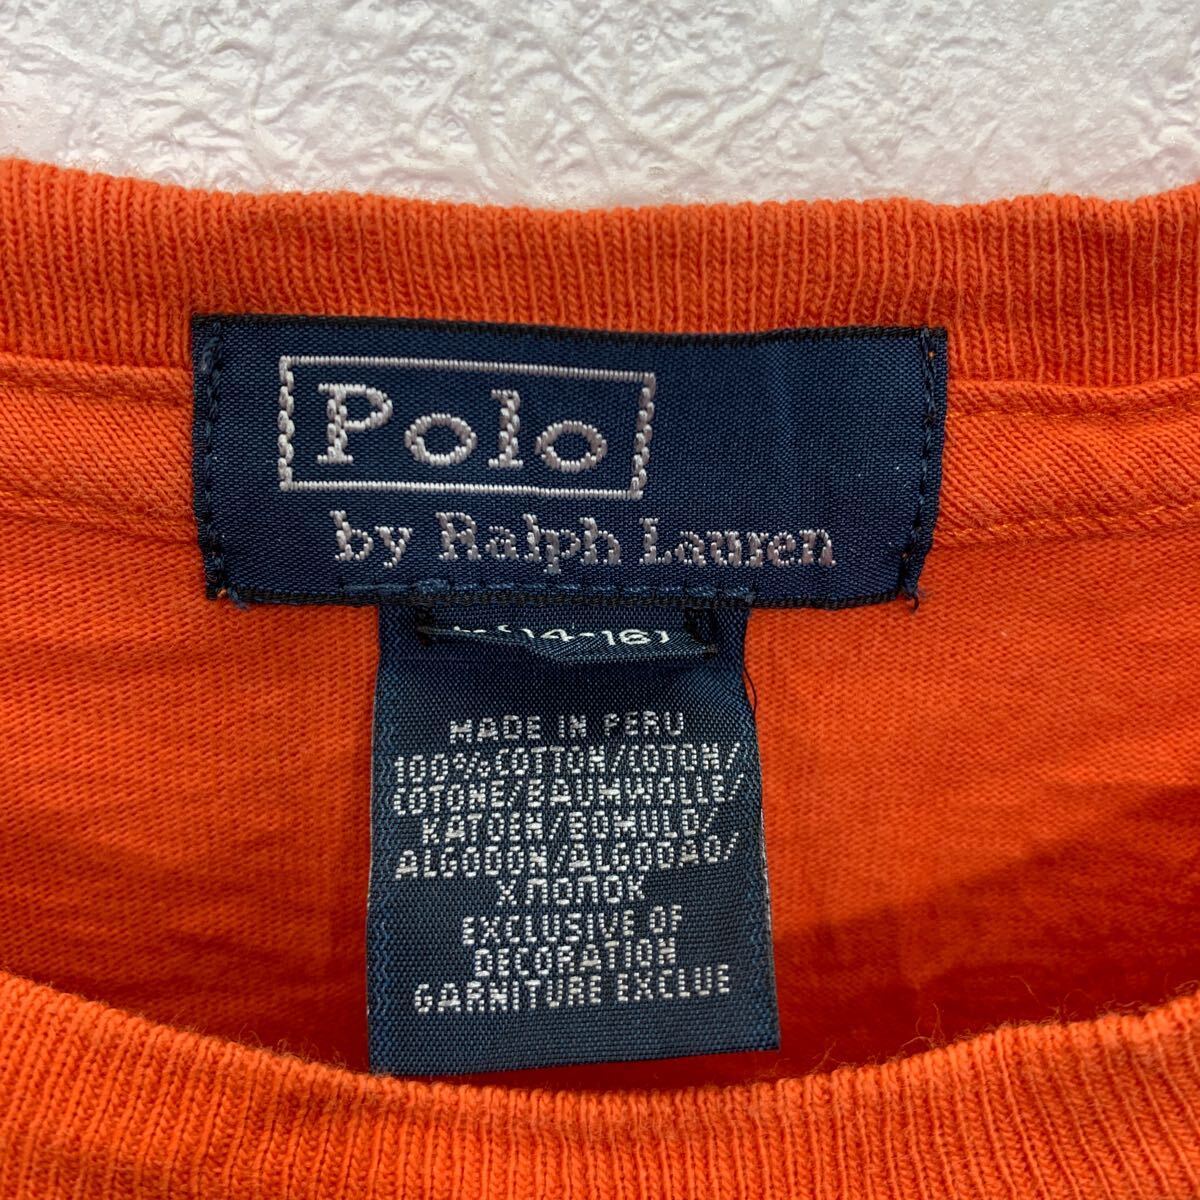 Polo
by Ralph Lauren
(14-16)
MADE IN PERU
100% COTTON/COTON/
COTONE/BAUMWOLLE/
KATOEN/BOMULD/
ALGODON/ALGODAO/
ХЛОПОК
EXCLUSIVE OF
DECORATION
GARNITURE EXCLUE